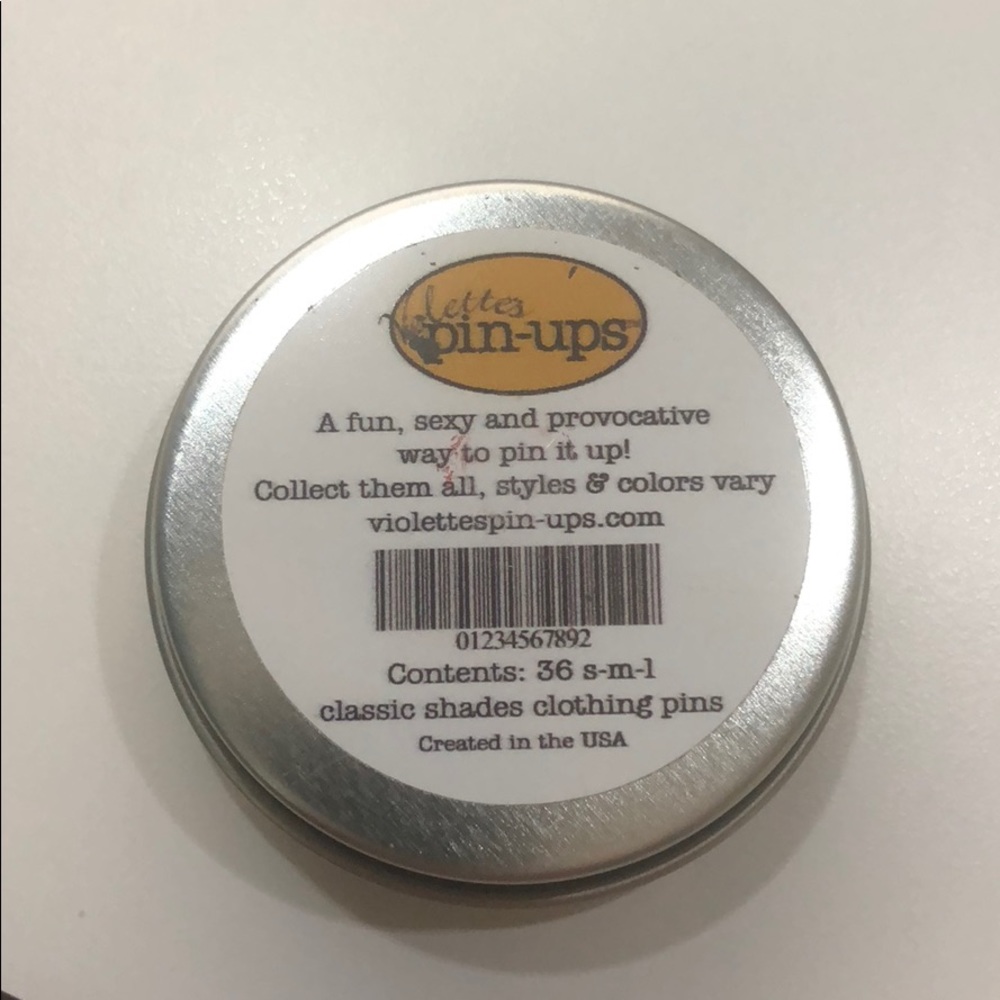 lettes
pin-ups
A fun, sexy and provocative
way to pin it up!
Collect them all, styles & colors vary
violettespin-ups.com
01234567892
Contents: 36 s-m-l
classic shades clothing pins
Created in the USA